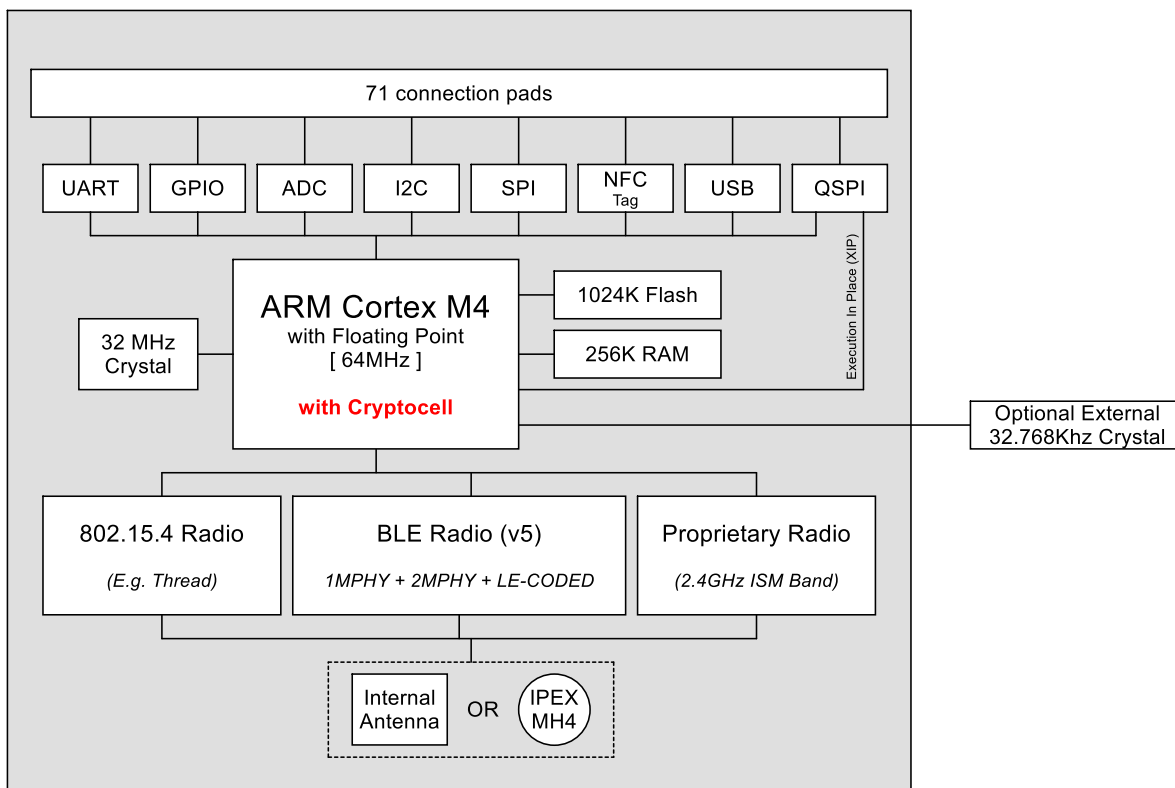 71 connection pads
UART
GPIO
ADC
I2C
SPI
NFC
Tag
USB
QSPI
Execution In Place (XIP)
ARM Cortex M4
with Floating Point
[ 64MHz ]
with Cryptocell
32 MHz
Crystal
1024K Flash
256K RAM
Optional External
32.768Khz Crystal
802.15.4 Radio
(E.g. Thread)
BLE Radio (v5)
1MPHY + 2MPHY + LE-CODED
Proprietary Radio
(2.4GHz ISM Band)
Internal
Antenna
OR
IPEX
MH4